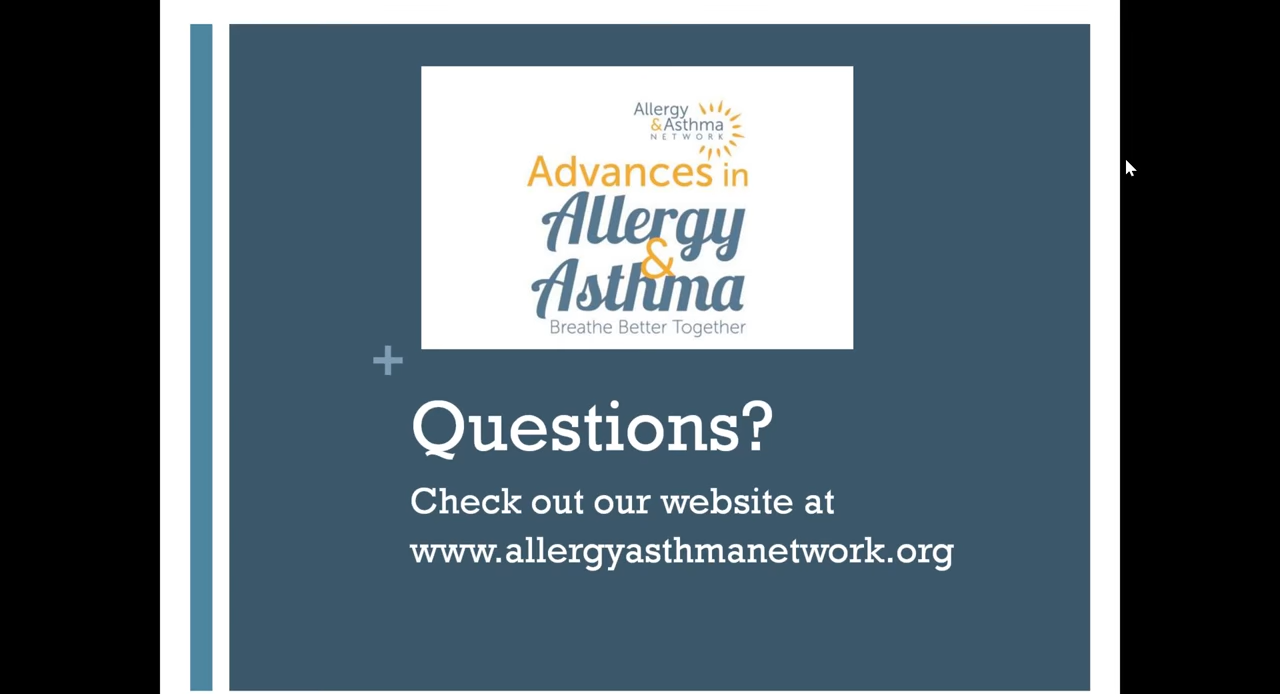 Allergy
&Asthma
NETWORK
Advances in
Allergy
&
Asthma
Breathe Better Together
+
Questions?
Check out our website at
www.allergyasthmanetwork.org